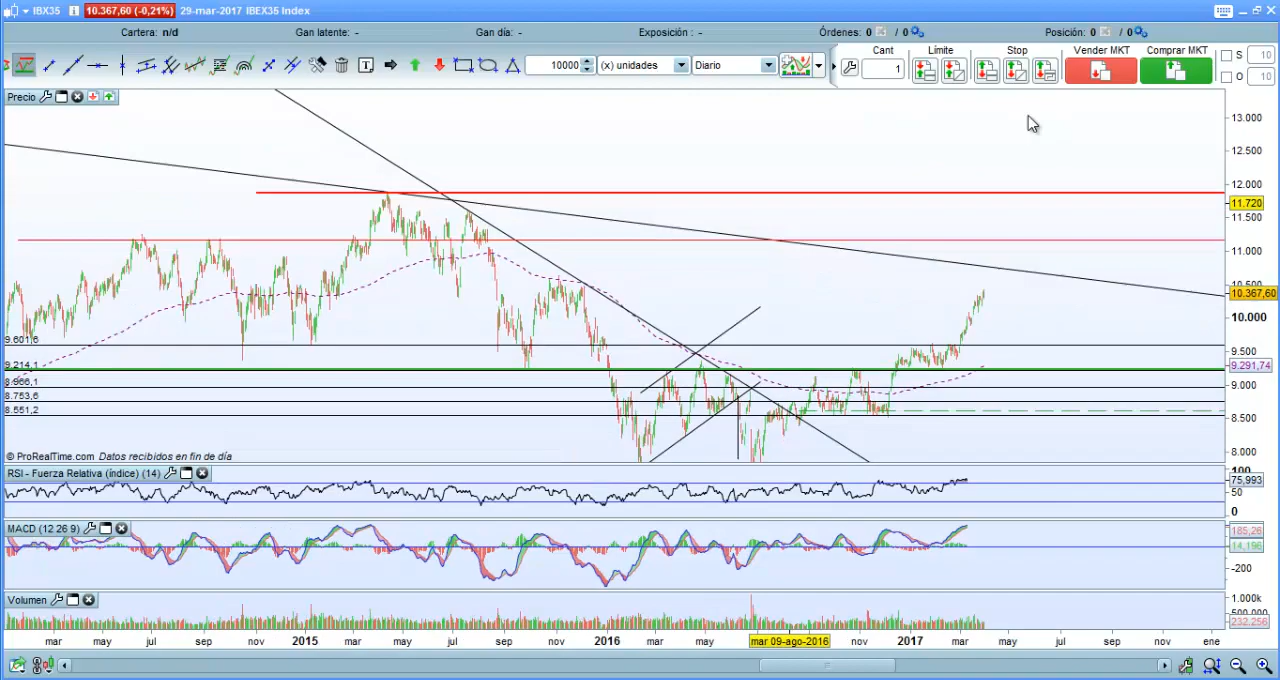 IBX35 10.367,60 (-0,21%) 29-mar-2017 IBEX35 Index
Cartera: n/d Gan latente: - Gan día: - Exposición : - Órdenes: 0 / 0 Posición: 0 / 0
Cant Límite Stop Vender MKT Comprar MKT S 10
10000 (x) unidades Diario 1 O 10
Precio
13.000
12.500
12.000
11.720
11.500
11.000
10.500
10.367,60
10.000
9.601,6
9.500
9.214,1
9.291,74
8.966,1
9.000
8.753,6
8.551,2
8.500
8.000
© ProRealTime.com Datos recibidos en fin de día
RSI - Fuerza Relativa (índice) (14)
100
75,993
50
0
MACD (12 26 9)
185,26
14,196
-200
Volumen
1.000k
500.000
232.256
mar may jul sep nov 2015 mar may jul sep nov 2016 mar may mar 09-ago-2016 nov 2017 mar may jul sep nov ene